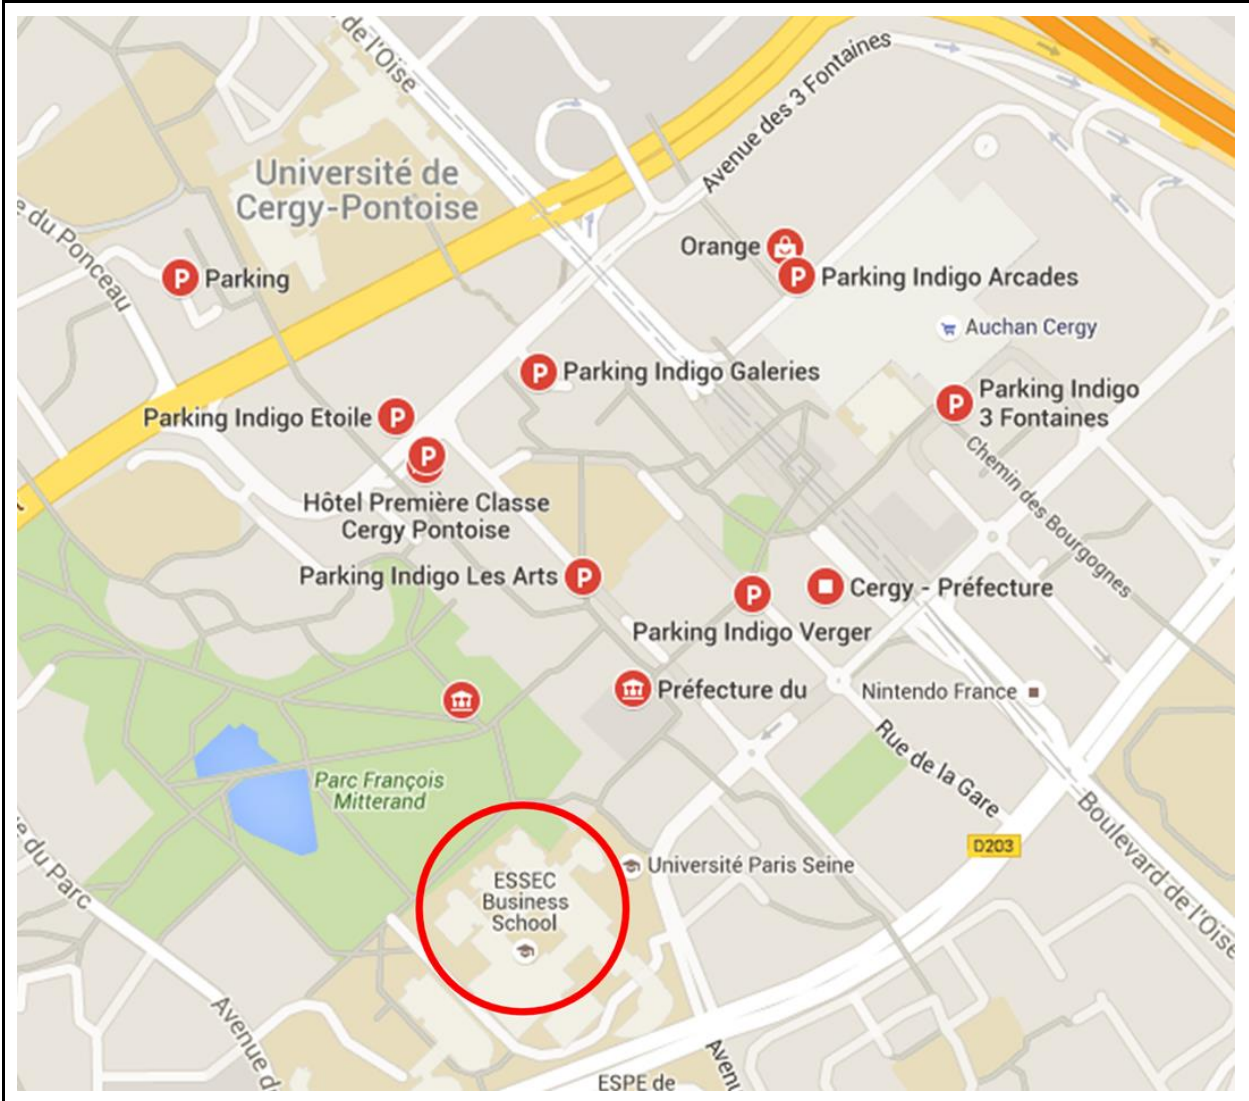 de l'Oise
Avenue des 3 Fontaines
Université de
Cergy-Pontoise
e du Ponceau
P Parking
Orange
P Parking Indigo Arcades
Auchan Cergy
P Parking Indigo Galeries
Parking Indigo
3 Fontaines
P
Parking Indigo Etoile P
P
Hôtel Première Classe
Cergy Pontoise
Chemin des Bourgognes
Parking Indigo Les Arts P
P
Cergy - Préfecture
Parking Indigo Verger
Préfecture du
Nintendo France
Rue de la Gare
Parc François
Mitterand
Boulevard de l'Oise
D203
e du Parc
Université Paris Seine
ESSEC
Business
School
Avenue d
Avenu
ESPE de